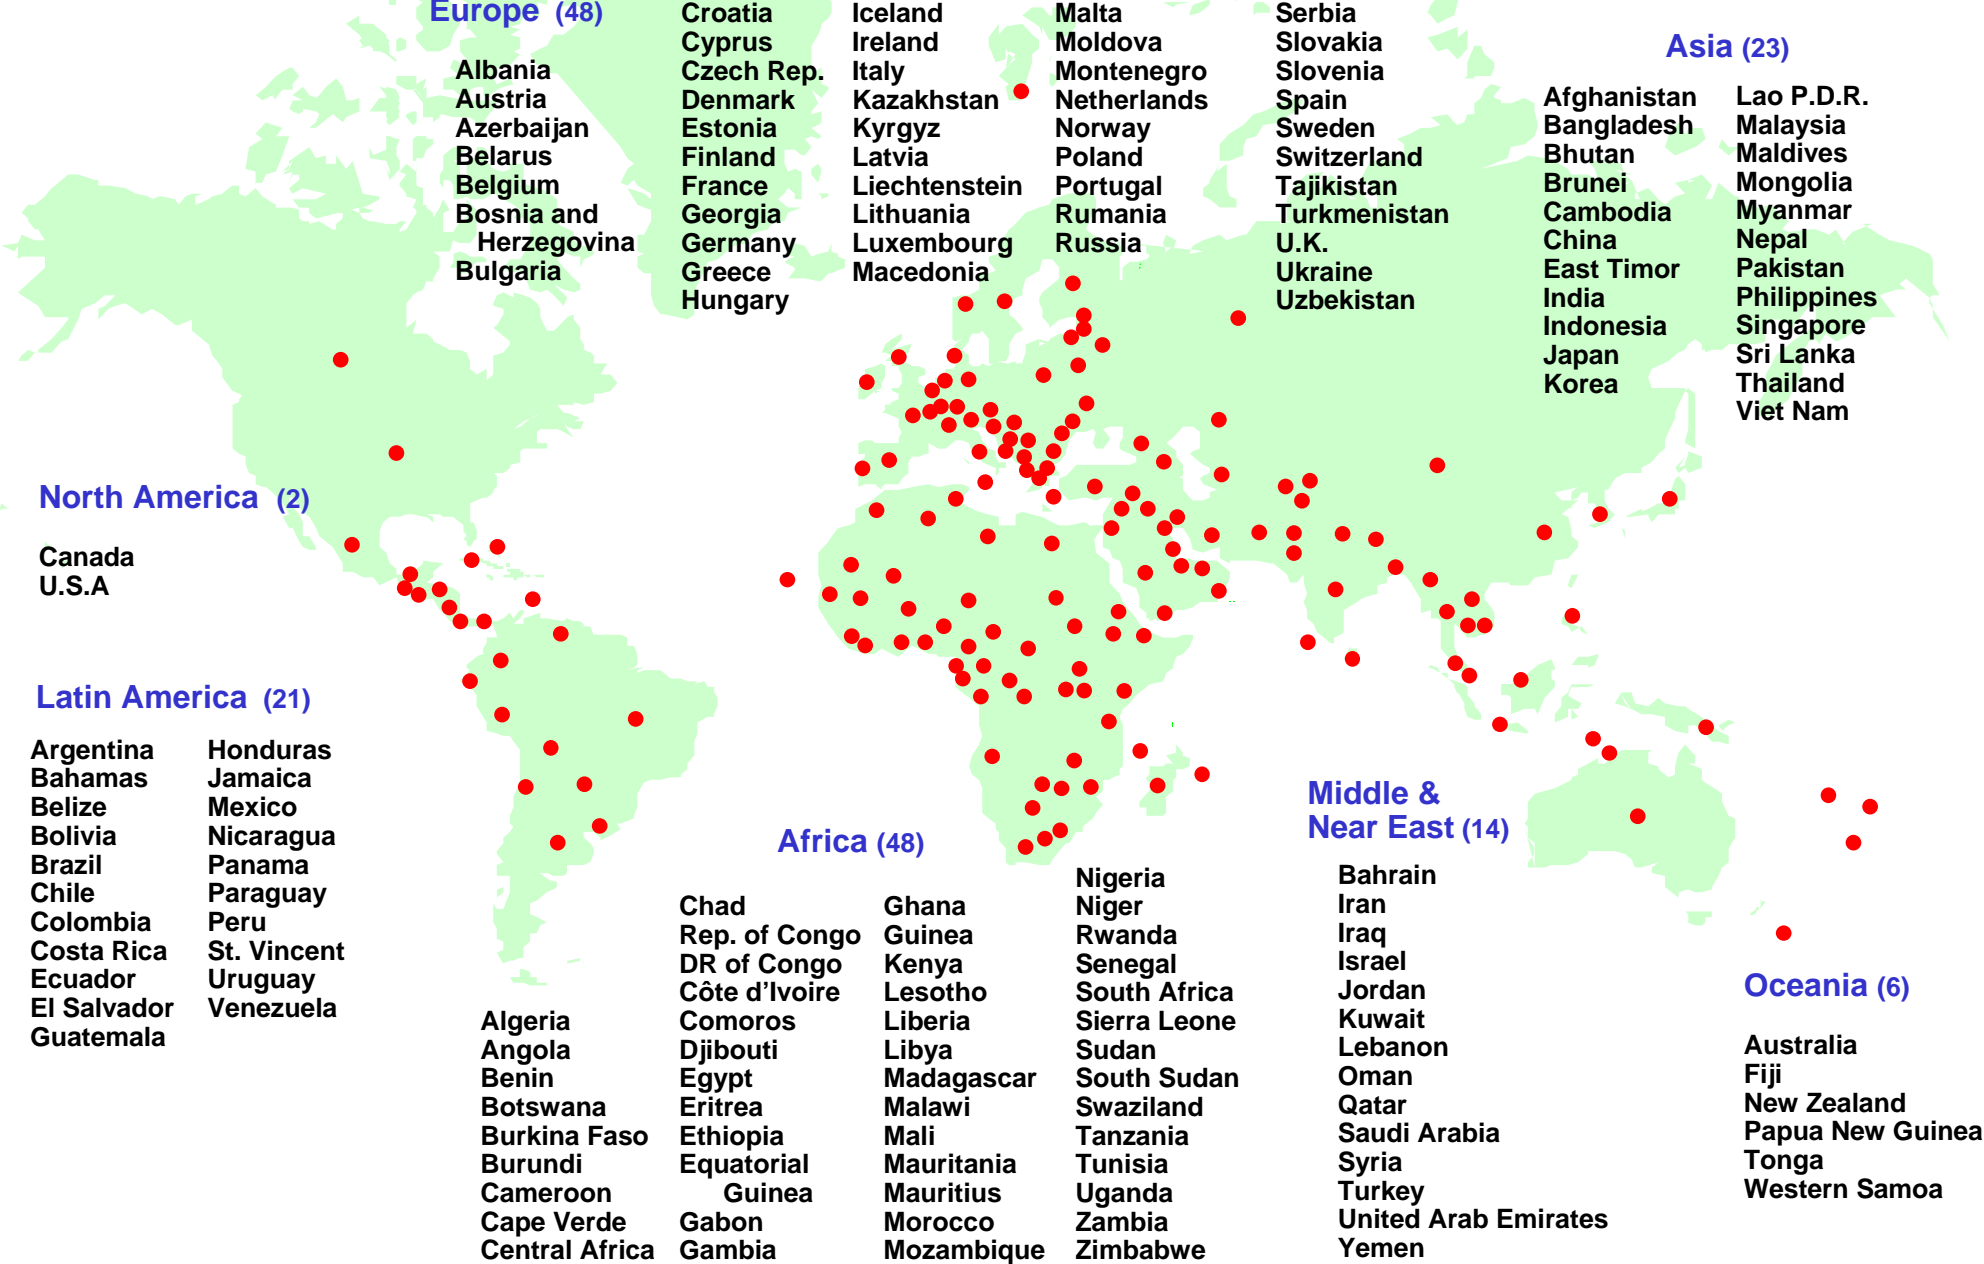 Europe (48)
Albania
Austria
Azerbaijan
Belarus
Belgium
Bosnia and
Herzegovina
Bulgaria
Croatia
Cyprus
Czech Rep.
Denmark
Estonia
Finland
France
Georgia
Germany
Greece
Hungary
Iceland
Ireland
Italy
Kazakhstan
Kyrgyz
Latvia
Liechtenstein
Lithuania
Luxembourg
Macedonia
Malta
Moldova
Montenegro
Netherlands
Norway
Poland
Portugal
Rumania
Russia
Serbia
Slovakia
Slovenia
Spain
Sweden
Switzerland
Tajikistan
Turkmenistan
U.K.
Ukraine
Uzbekistan
Asia (23)
Afghanistan
Bangladesh
Bhutan
Brunei
Cambodia
China
East Timor
India
Indonesia
Japan
Korea
Lao P.D.R.
Malaysia
Maldives
Mongolia
Myanmar
Nepal
Pakistan
Philippines
Singapore
Sri Lanka
Thailand
Viet Nam
North America (2)
Canada
U.S.A
Latin America (21)
Argentina
Bahamas
Belize
Bolivia
Brazil
Chile
Colombia
Costa Rica
Ecuador
El Salvador
Guatemala
Honduras
Jamaica
Mexico
Nicaragua
Panama
Paraguay
Peru
St. Vincent
Uruguay
Venezuela
Africa (48)
Algeria
Angola
Benin
Botswana
Burkina Faso
Burundi
Cameroon
Cape Verde
Central Africa
Chad
Rep. of Congo
DR of Congo
Côte d’Ivoire
Comoros
Djibouti
Egypt
Eritrea
Ethiopia
Equatorial
Guinea
Gabon
Gambia
Ghana
Guinea
Kenya
Lesotho
Liberia
Libya
Madagascar
Malawi
Mali
Mauritania
Mauritius
Morocco
Mozambique
Nigeria
Niger
Rwanda
Senegal
South Africa
Sierra Leone
Sudan
South Sudan
Swaziland
Tanzania
Tunisia
Uganda
Zambia
Zimbabwe
Middle &
Near East (14)
Bahrain
Iran
Iraq
Israel
Jordan
Kuwait
Lebanon
Oman
Qatar
Saudi Arabia
Syria
Turkey
United Arab Emirates
Yemen
Oceania (6)
Australia
Fiji
New Zealand
Papua New Guinea
Tonga
Western Samoa